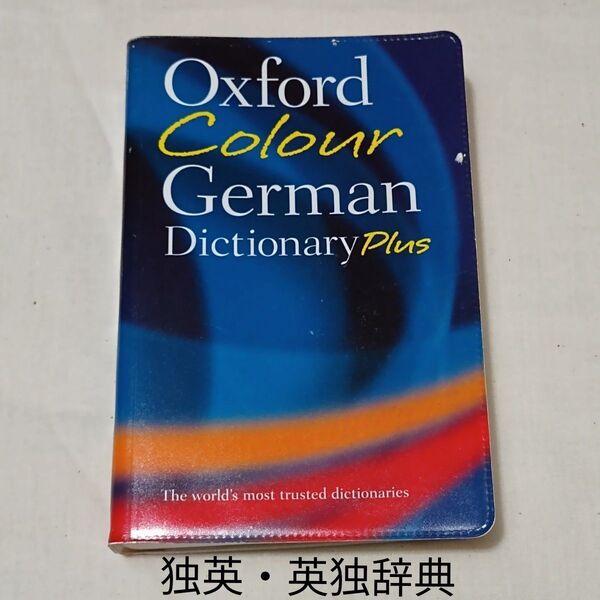 Oxford
Colour
German
Dictionary Plus
The world's most trusted dictionaries
独英・英独辞典